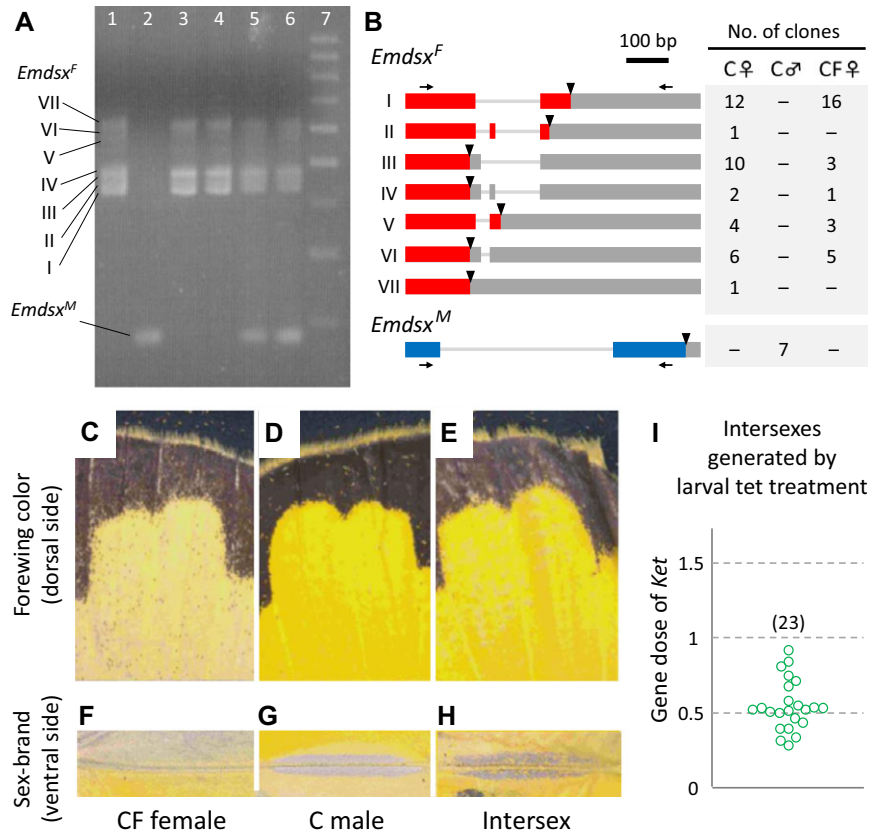 A
1 2 3 4 5 6 7
Emdsx^F
VII
VI
V
IV
III
II
I
Emdsx^M
B
100 bp
No. of clones
Emdsx^F
C♀ C♂ CF♀
I 12 – 16
II 1 – –
III 10 – 3
IV 2 – 1
V 4 – 3
VI 6 – 5
VII 1 – –
Emdsx^M
– 7 –
C D E
Forewing color
(dorsal side)
F G H
Sex-brand
(ventral side)
CF female C male Intersex
I
Intersexes
generated by
larval tet treatment
Gene dose of Ket
1.5
1
0.5
0
(23)